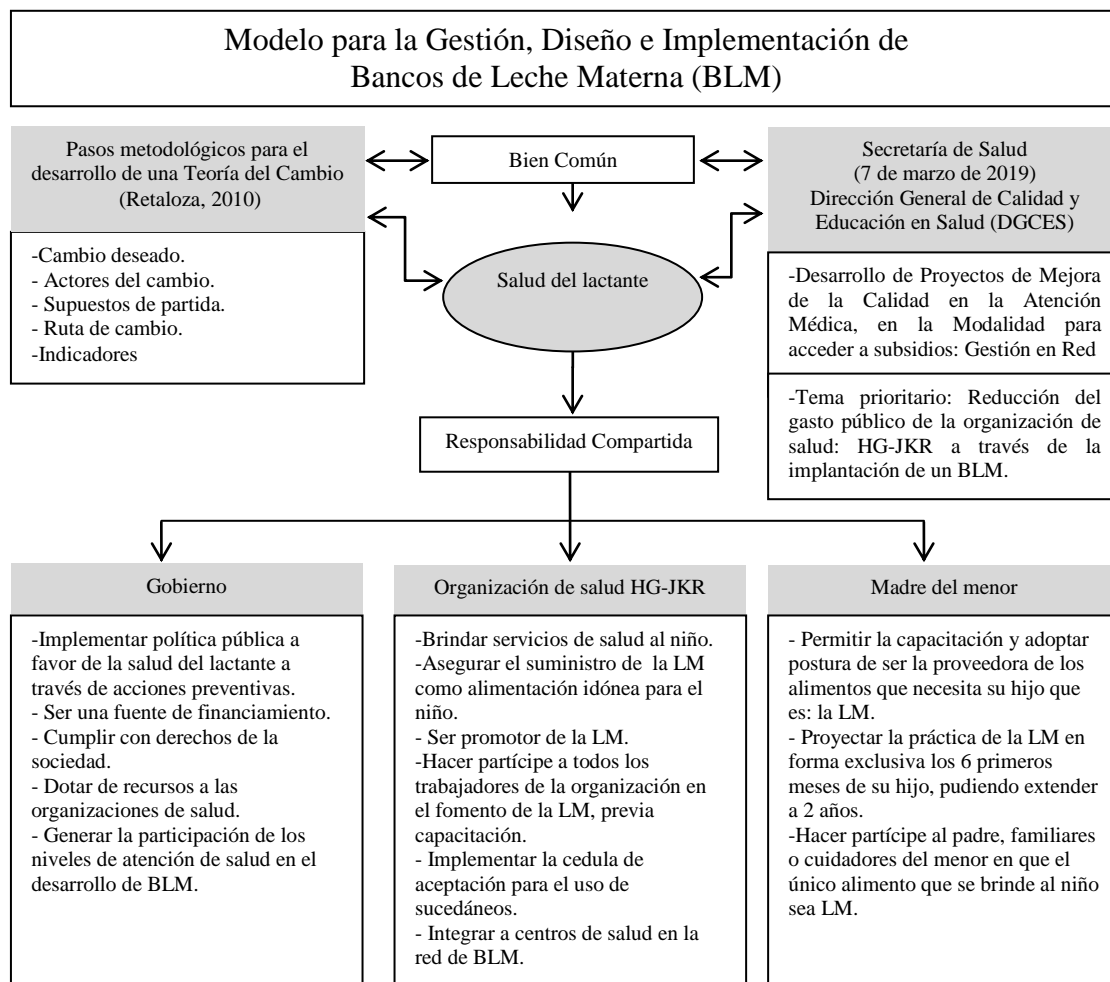 Modelo para la Gestión, Diseño e Implementación de
Bancos de Leche Materna (BLM)
Pasos metodológicos para el
desarrollo de una Teoría del Cambio
(Retaloza, 2010)
-Cambio deseado.
- Actores del cambio.
- Supuestos de partida.
- Ruta de cambio.
-Indicadores
Bien Común
Salud del lactante
Secretaría de Salud
(7 de marzo de 2019)
Dirección General de Calidad y
Educación en Salud (DGCES)
-Desarrollo de Proyectos de Mejora
de la Calidad en la Atención
Médica, en la Modalidad para
acceder a subsidios: Gestión en Red
-Tema prioritario: Reducción del
gasto público de la organización de
salud: HG-JKR a través de la
implantación de un BLM.
Responsabilidad Compartida
Gobierno
-Implementar política pública a
favor de la salud del lactante a
través de acciones preventivas.
- Ser una fuente de financiamiento.
- Cumplir con derechos de la
sociedad.
- Dotar de recursos a las
organizaciones de salud.
- Generar la participación de los
niveles de atención de salud en el
desarrollo de BLM.
Organización de salud HG-JKR
-Brindar servicios de salud al niño.
-Asegurar el suministro de la LM
como alimentación idónea para el
niño.
- Ser promotor de la LM.
-Hacer partícipe a todos los
trabajadores de la organización en
el fomento de la LM, previa
capacitación.
- Implementar la cedula de
aceptación para el uso de
sucedáneos.
- Integrar a centros de salud en la
red de BLM.
Madre del menor
- Permitir la capacitación y adoptar
postura de ser la proveedora de los
alimentos que necesita su hijo que
es: la LM.
- Proyectar la práctica de la LM en
forma exclusiva los 6 primeros
meses de su hijo, pudiendo extender
a 2 años.
-Hacer partícipe al padre, familiares
o cuidadores del menor en que el
único alimento que se brinde al niño
sea LM.